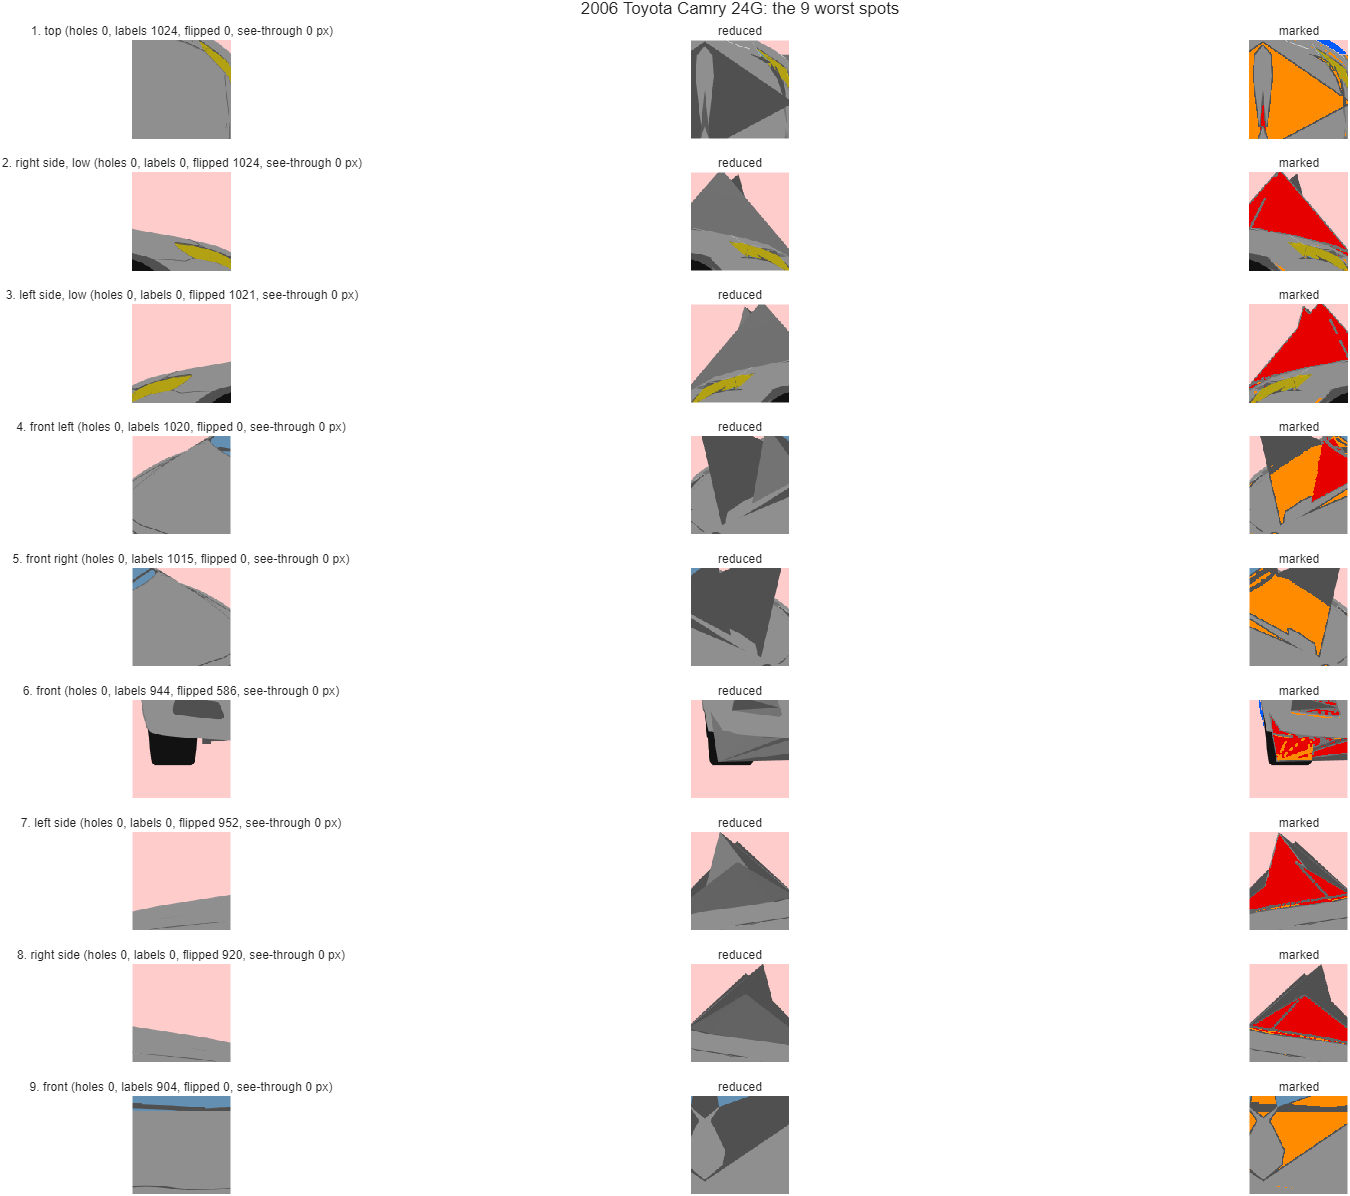 2006 Toyota Camry 24G: the 9 worst spots
1. top (holes 0, labels 1024, flipped 0, see-through 0 px)
reduced
marked
2. right side, low (holes 0, labels 0, flipped 1024, see-through 0 px)
reduced
marked
3. left side, low (holes 0, labels 0, flipped 1021, see-through 0 px)
reduced
marked
4. front left (holes 0, labels 1020, flipped 0, see-through 0 px)
reduced
marked
5. front right (holes 0, labels 1015, flipped 0, see-through 0 px)
reduced
marked
6. front (holes 0, labels 944, flipped 586, see-through 0 px)
reduced
marked
7. left side (holes 0, labels 0, flipped 952, see-through 0 px)
reduced
marked
8. right side (holes 0, labels 0, flipped 920, see-through 0 px)
reduced
marked
9. front (holes 0, labels 904, flipped 0, see-through 0 px)
reduced
marked